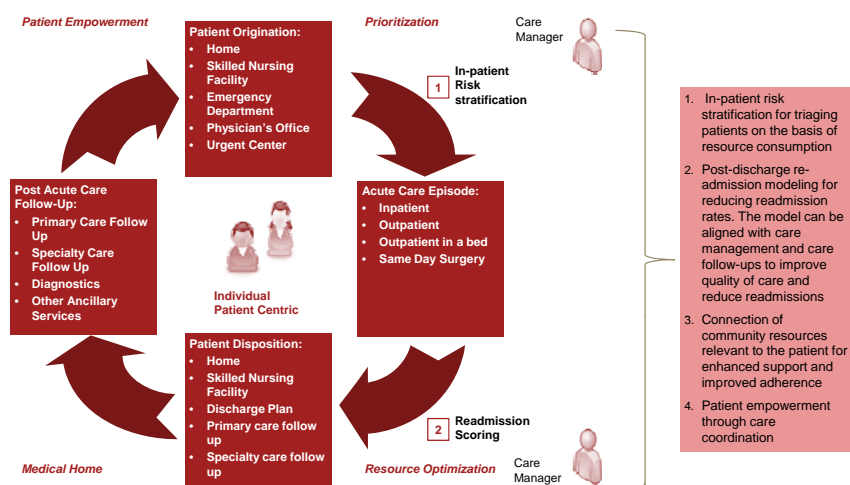 Patient Empowerment
Prioritization
Care
Manager
Patient Origination:
• Home
• Skilled Nursing
Facility
• Emergency
Department
• Physician's Office
• Urgent Center
1
In-patient
Risk
stratification
Post Acute Care
Follow-Up:
• Primary Care Follow
Up
• Specialty Care
Follow Up
• Diagnostics
• Other Ancillary
Services
Individual
Patient Centric
Acute Care Episode:
• Inpatient
• Outpatient
• Outpatient in a bed
• Same Day Surgery
Patient Disposition:
• Home
• Skilled Nursing
Facility
• Discharge Plan
• Primary care follow
up
• Specialty care follow
up
2
Readmission
Scoring
Medical Home
Resource Optimization
Care
Manager
1. In-patient risk
stratification for triaging
patients on the basis of
resource consumption
2. Post-discharge re-
admission modeling for
reducing readmission
rates. The model can be
aligned with care
management and care
follow-ups to improve
quality of care and
reduce readmissions
3. Connection of
community resources
relevant to the patient for
enhanced support and
improved adherence
4. Patient empowerment
through care
coordination